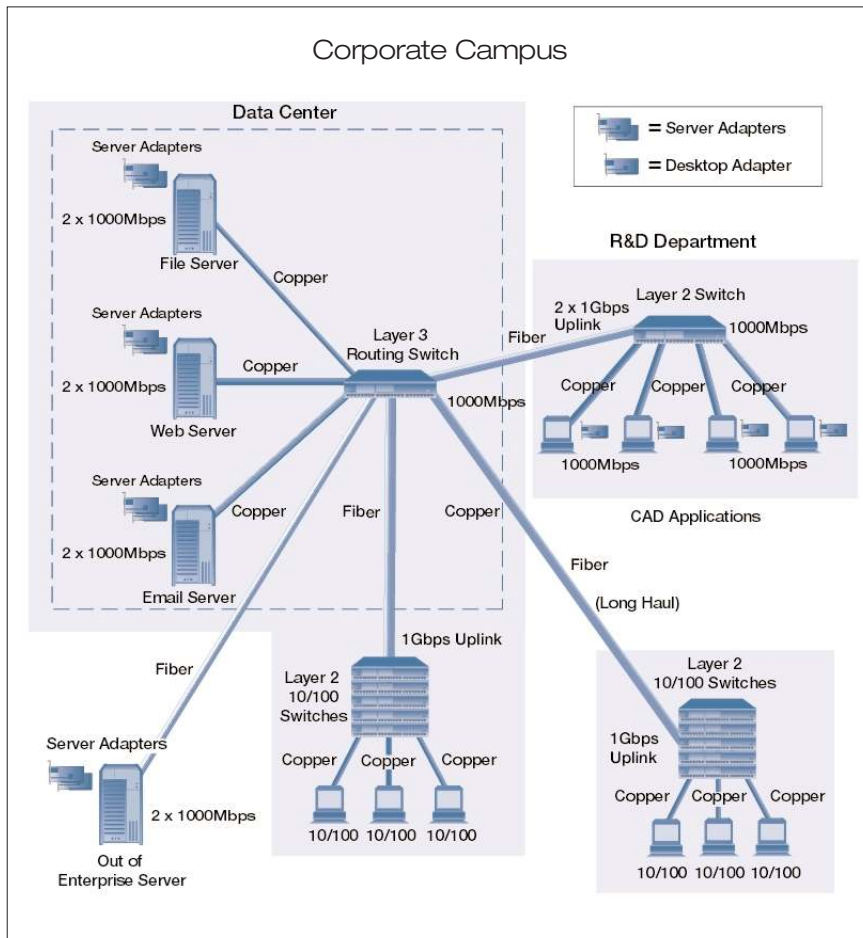 Corporate Campus
Data Center
= Server Adapters
= Desktop Adapter
Server Adapters
2 x 1000Mbps
File Server
Copper
Server Adapters
2 x 1000Mbps
Web Server
Copper
Layer 3
Routing Switch
1000Mbps
Server Adapters
2 x 1000Mbps
Email Server
Copper
Fiber
Copper
R&D Department
Layer 2 Switch
2 x 1Gbps
Uplink
Fiber
1000Mbps
Copper
Copper
Copper
1000Mbps
1000Mbps
CAD Applications
Fiber
(Long Haul)
Fiber
Server Adapters
2 x 1000Mbps
Out of
Enterprise Server
1Gbps Uplink
Layer 2
10/100
Switches
Copper
Copper
Copper
10/100
10/100
10/100
Layer 2
10/100 Switches
1Gbps
Uplink
Copper
Copper
Copper
10/100
10/100
10/100